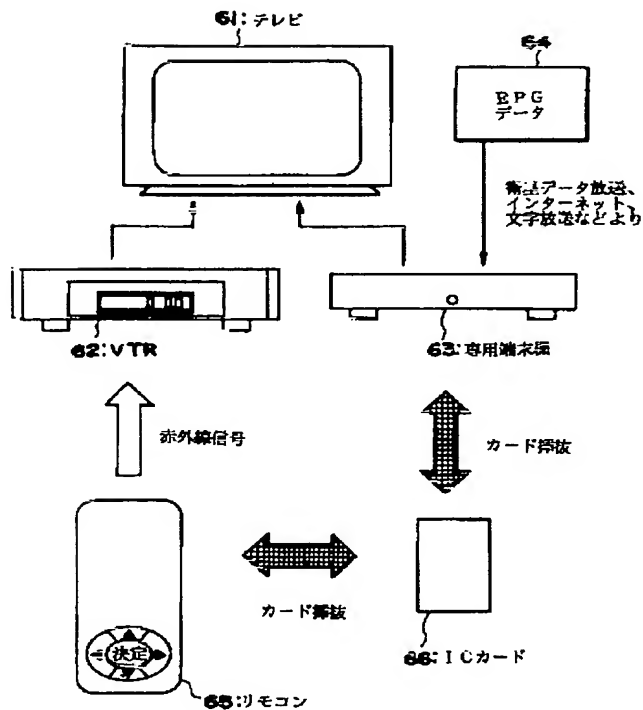 61:テレビ
64
EPG
データ
衛星データ放送、
インターネット、
文字放送などより
62:VTR
63:専用端末機
赤外線信号
カード挿抜
カード挿抜
決定
66:ICカード
65:リモコン